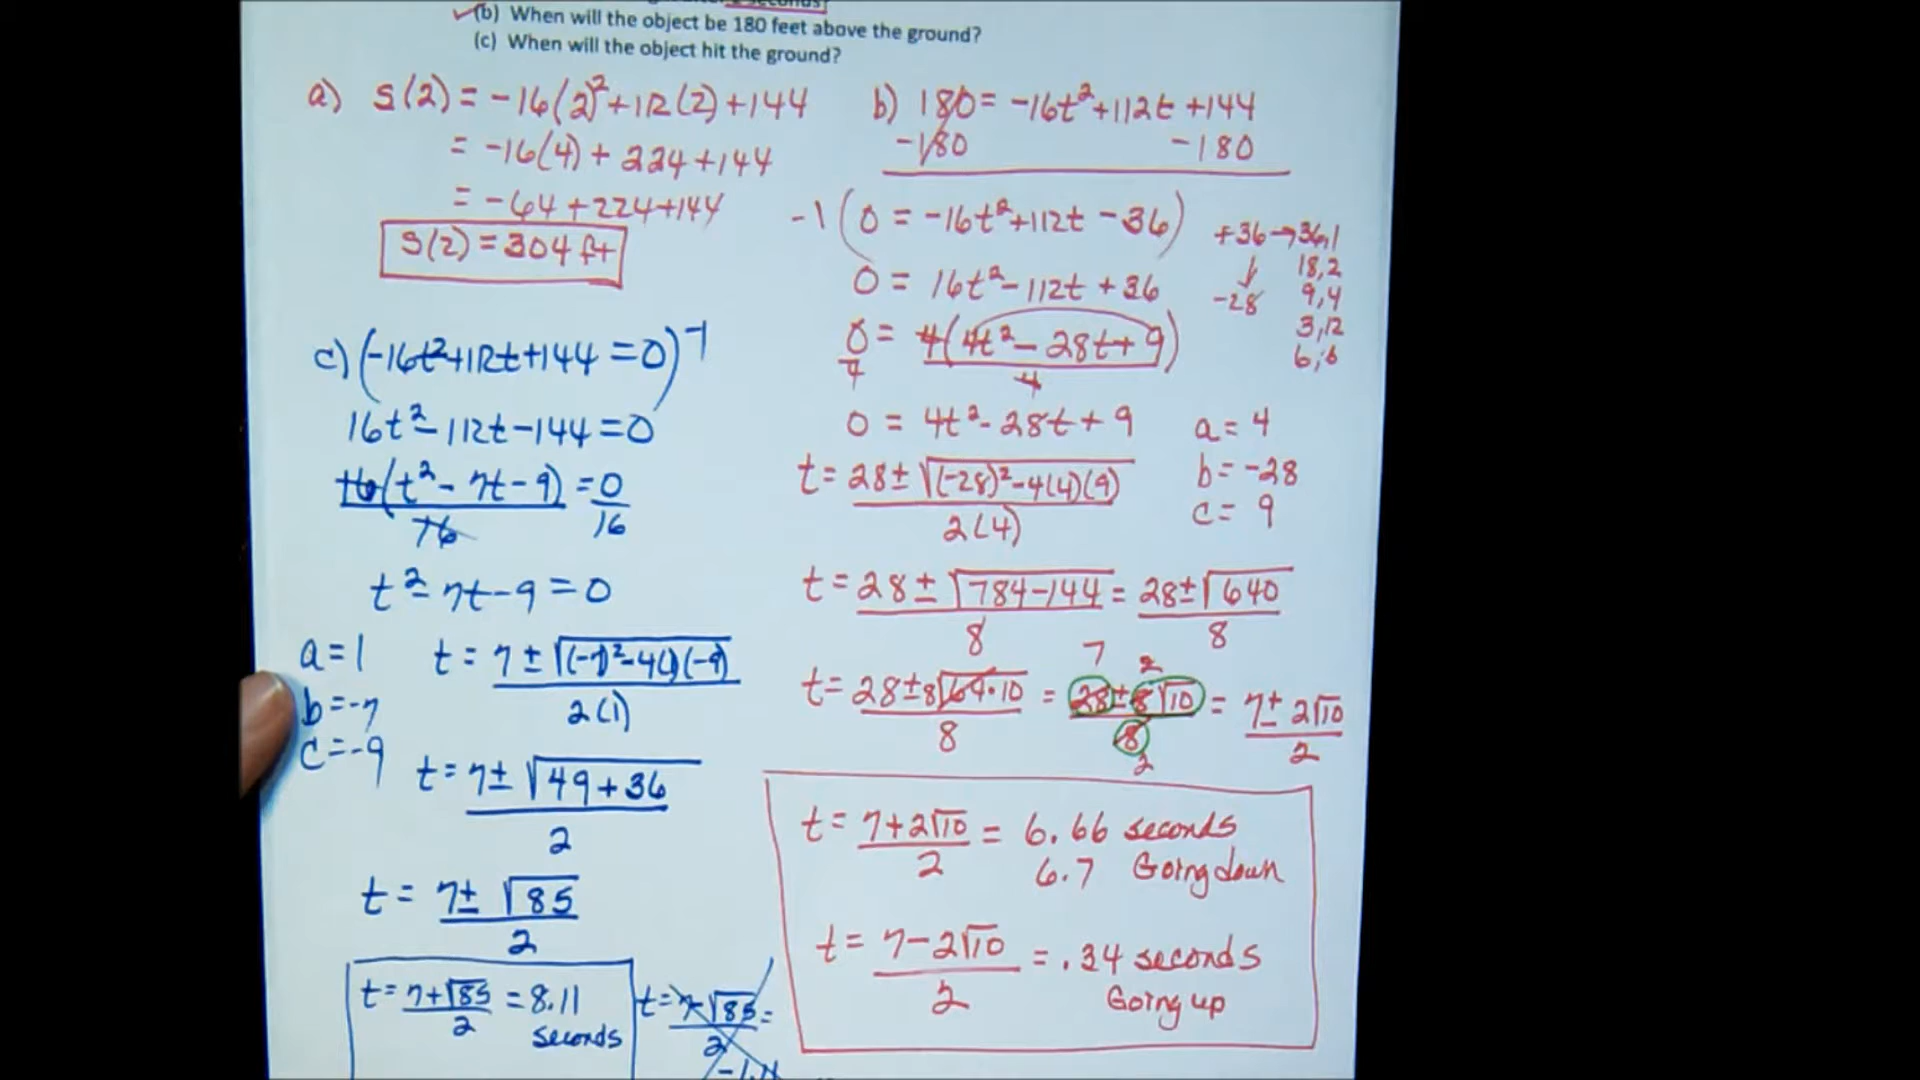 (b) When will the object be 180 feet above the ground?
(c) When will the object hit the ground?
a) S(2) = -16(2)²+112(2)+144
= -16(4) + 224+144
= -64+224+144
S(2) = 304 ft
b) 180 = -16t²+112t+144
-180 -180
-1(0 = -16t²+112t-36)
+36→36,1
18,2
-28 9,4
3,12
6,6
0 = 16t²-112t+36
0 = 4(4t²-28t+9)
4 4
0 = 4t²-28t+9
a=4
b=-28
c=9
t=28±√(-28)²-4(4)(9)
2(4)
t=28±√784-144 = 28±√640
8 8
7 2
t=28±8√64·10 = 28±8√10 = 7±2√10
8 8 2
2
t=7+2√10 = 6.66 seconds
2 6.7 Going down
t=7-2√10 = .34 seconds
2 Going up
c) (-16t²+112t+144=0)-1
16t²-112t-144=0
16(t²-7t-9)=0
16 16
t²-7t-9=0
a=1
b=-7
c=-9
t=7±√(-7)²-4(1)(-9)
2(1)
t=7±√49+36
2
t=7±√85
2
t=7+√85 = 8.11
2 seconds
t=7-√85 =
2